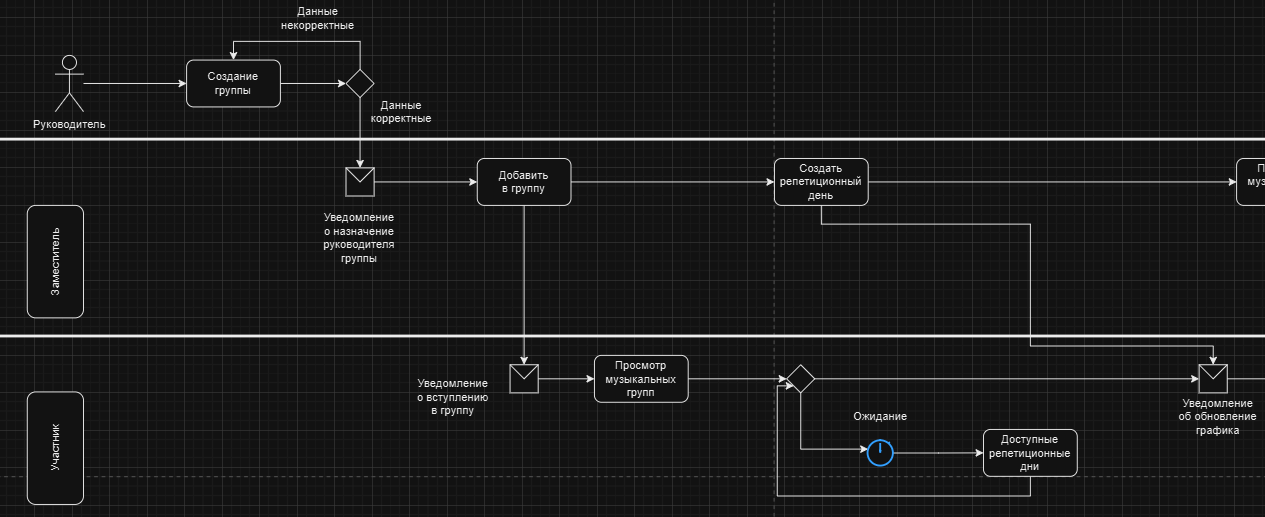 Данные
некорректные
Создание
группы
Данные
корректные
Руководитель
Добавить
в группу
Создать
репетиционный
день
Уведомление
о назначение
руководителя
группы
Заместитель
Просмотр
музыкальных
групп
Уведомление
о вступлению
в группу
Ожидание
Уведомление
об обновление
графика
Доступные
репетиционные
дни
Участник